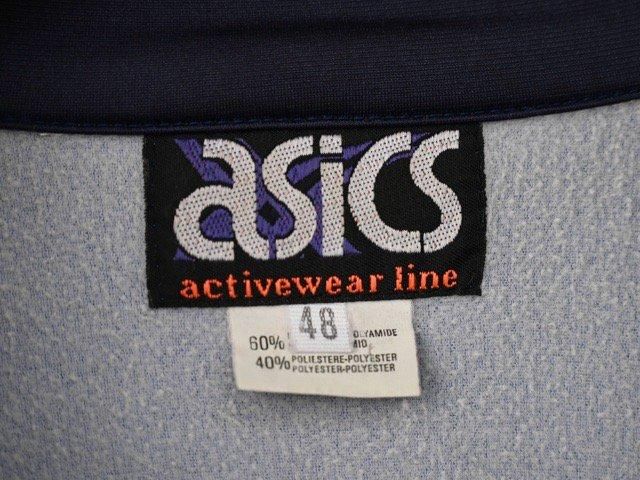 asics
activewear line
48
60%
40% POLIESTERE-POLYESTER
POLYESTER-POLYESTER